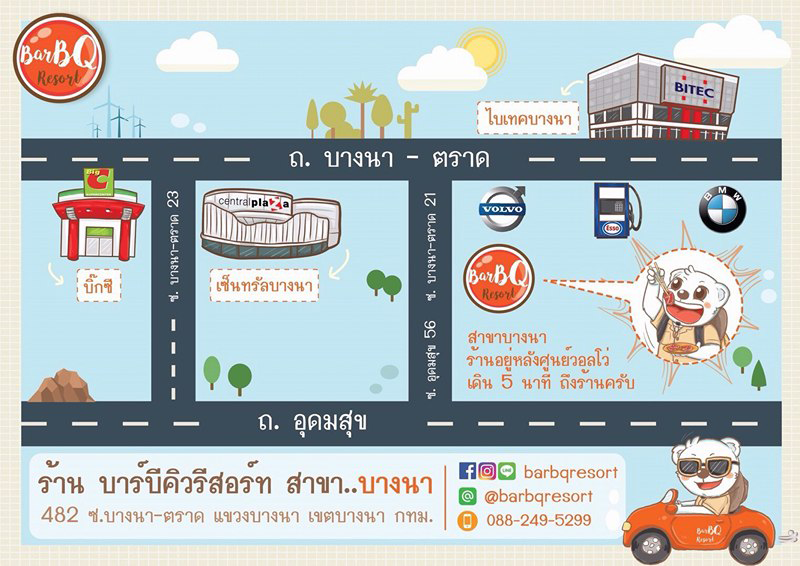 BarBQ
Resort
BITEC
ไบเทคบางนา
ถ. บางนา - ตราด
Big
C
บิ๊กซี
ซ. บางนา-ตราด 23
centralplaza
เซ็นทรัลบางนา
ซ. บางนา-ตราด 21
ซ. อุดมสุข 56
VOLVO
Esso
BMW
BarBQ
Resort
สาขาบางนา
ร้านอยู่หลังศูนย์วอลโว่
เดิน 5 นาที ถึงร้านครับ
ถ. อุดมสุข
ร้าน บาร์บีคิวรีสอร์ท สาขา..บางนา
482 ซ.บางนา-ตราด แขวงบางนา เขตบางนา กทม.
LINE
barbqresort
@barbqresort
088-249-5299
BarBQ
Resort